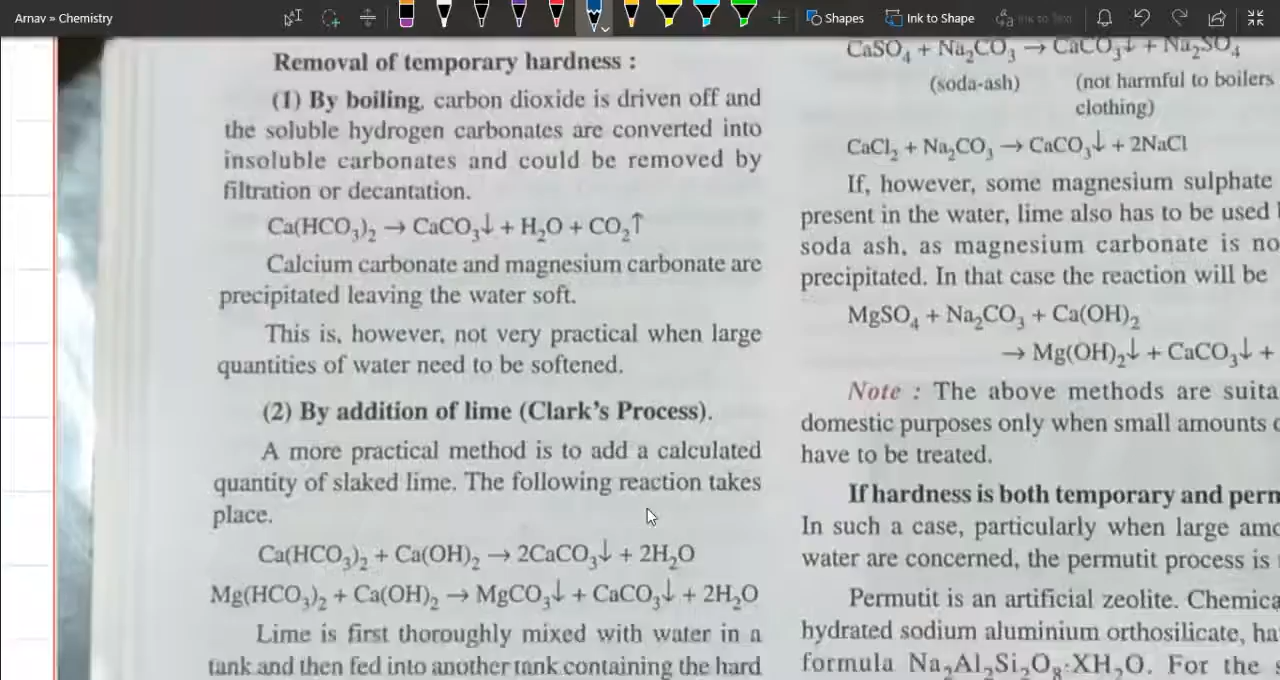 Arnav » Chemistry
Shapes
Ink to Shape
Ink to Text
Removal of temporary hardness :
(1) By boiling, carbon dioxide is driven off and
the soluble hydrogen carbonates are converted into
insoluble carbonates and could be removed by
filtration or decantation.
Ca(HCO₃)₂ → CaCO₃↓ + H₂O + CO₂↑
Calcium carbonate and magnesium carbonate are
precipitated leaving the water soft.
This is, however, not very practical when large
quantities of water need to be softened.
(2) By addition of lime (Clark's Process).
A more practical method is to add a calculated
quantity of slaked lime. The following reaction takes
place.
Ca(HCO₃)₂ + Ca(OH)₂ → 2CaCO₃↓ + 2H₂O
Mg(HCO₃)₂ + Ca(OH)₂ → MgCO₃↓ + CaCO₃↓ + 2H₂O
Lime is first thoroughly mixed with water in a
tank and then fed into another tank containing the hard
CaSO₄ + Na₂CO₃ → CaCO₃↓ + Na₂SO₄
(soda-ash) (not harmful to boilers
clothing)
CaCl₂ + Na₂CO₃ → CaCO₃↓ + 2NaCl
If, however, some magnesium sulphate
present in the water, lime also has to be used
soda ash, as magnesium carbonate is no
precipitated. In that case the reaction will be
MgSO₄ + Na₂CO₃ + Ca(OH)₂
→ Mg(OH)₂↓ + CaCO₃↓ +
Note : The above methods are suita
domestic purposes only when small amounts
have to be treated.
If hardness is both temporary and perm
In such a case, particularly when large amo
water are concerned, the permutit process is
Permutit is an artificial zeolite. Chemica
hydrated sodium aluminium orthosilicate, ha
formula Na₂Al₂Si₂O₈·XH₂O. For the